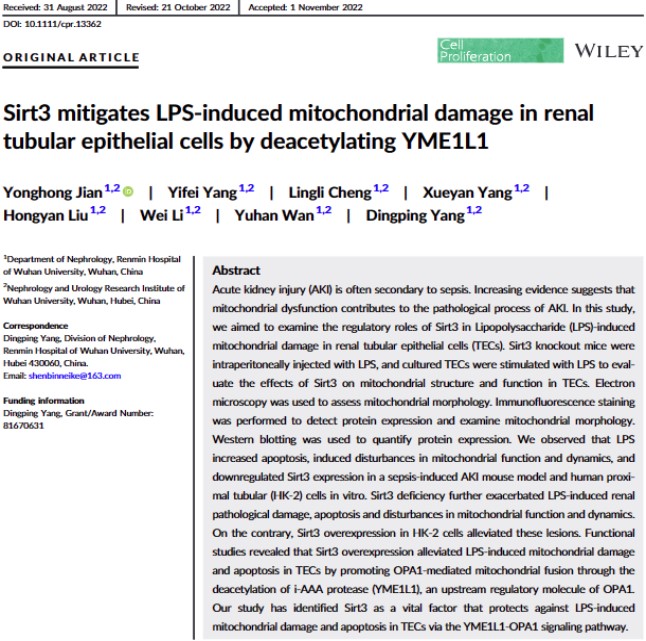 Received: 31 August 2022 | Revised: 21 October 2022 | Accepted: 1 November 2022
DOI: 10.1111/cpr.13362
ORIGINAL ARTICLE
Cell
Proliferation
WILEY
Sirt3 mitigates LPS-induced mitochondrial damage in renal
tubular epithelial cells by deacetylating YME1L1
Yonghong Jian 1,2 | Yifei Yang 1,2 | Lingli Cheng 1,2 | Xueyan Yang 1,2 |
Hongyan Liu 1,2 | Wei Li 1,2 | Yuhan Wan 1,2 | Dingping Yang 1,2
1Department of Nephrology, Renmin Hospital
of Wuhan University, Wuhan, China
2Nephrology and Urology Research Institute of
Wuhan University, Wuhan, Hubei, China
Correspondence
Dingping Yang, Division of Nephrology,
Renmin Hospital of Wuhan University, Wuhan,
Hubei 430060, China.
Email: shenbinneike@163.com
Funding information
Dingping Yang, Grant/Award Number:
81670631
Abstract
Acute kidney injury (AKI) is often secondary to sepsis. Increasing evidence suggests that
mitochondrial dysfunction contributes to the pathological process of AKI. In this study,
we aimed to examine the regulatory roles of Sirt3 in Lipopolysaccharide (LPS)-induced
mitochondrial damage in renal tubular epithelial cells (TECs). Sirt3 knockout mice were
intraperitoneally injected with LPS, and cultured TECs were stimulated with LPS to eval-
uate the effects of Sirt3 on mitochondrial structure and function in TECs. Electron
microscopy was used to assess mitochondrial morphology. Immunofluorescence staining
was performed to detect protein expression and examine mitochondrial morphology.
Western blotting was used to quantify protein expression. We observed that LPS
increased apoptosis, induced disturbances in mitochondrial function and dynamics, and
downregulated Sirt3 expression in a sepsis-induced AKI mouse model and human proxi-
mal tubular (HK-2) cells in vitro. Sirt3 deficiency further exacerbated LPS-induced renal
pathological damage, apoptosis and disturbances in mitochondrial function and dynamics.
On the contrary, Sirt3 overexpression in HK-2 cells alleviated these lesions. Functional
studies revealed that Sirt3 overexpression alleviated LPS-induced mitochondrial damage
and apoptosis in TECs by promoting OPA1-mediated mitochondrial fusion through the
deacetylation of i-AAA protease (YME1L1), an upstream regulatory molecule of OPA1.
Our study has identified Sirt3 as a vital factor that protects against LPS-induced
mitochondrial damage and apoptosis in TECs via the YME1L1-OPA1 signaling pathway.